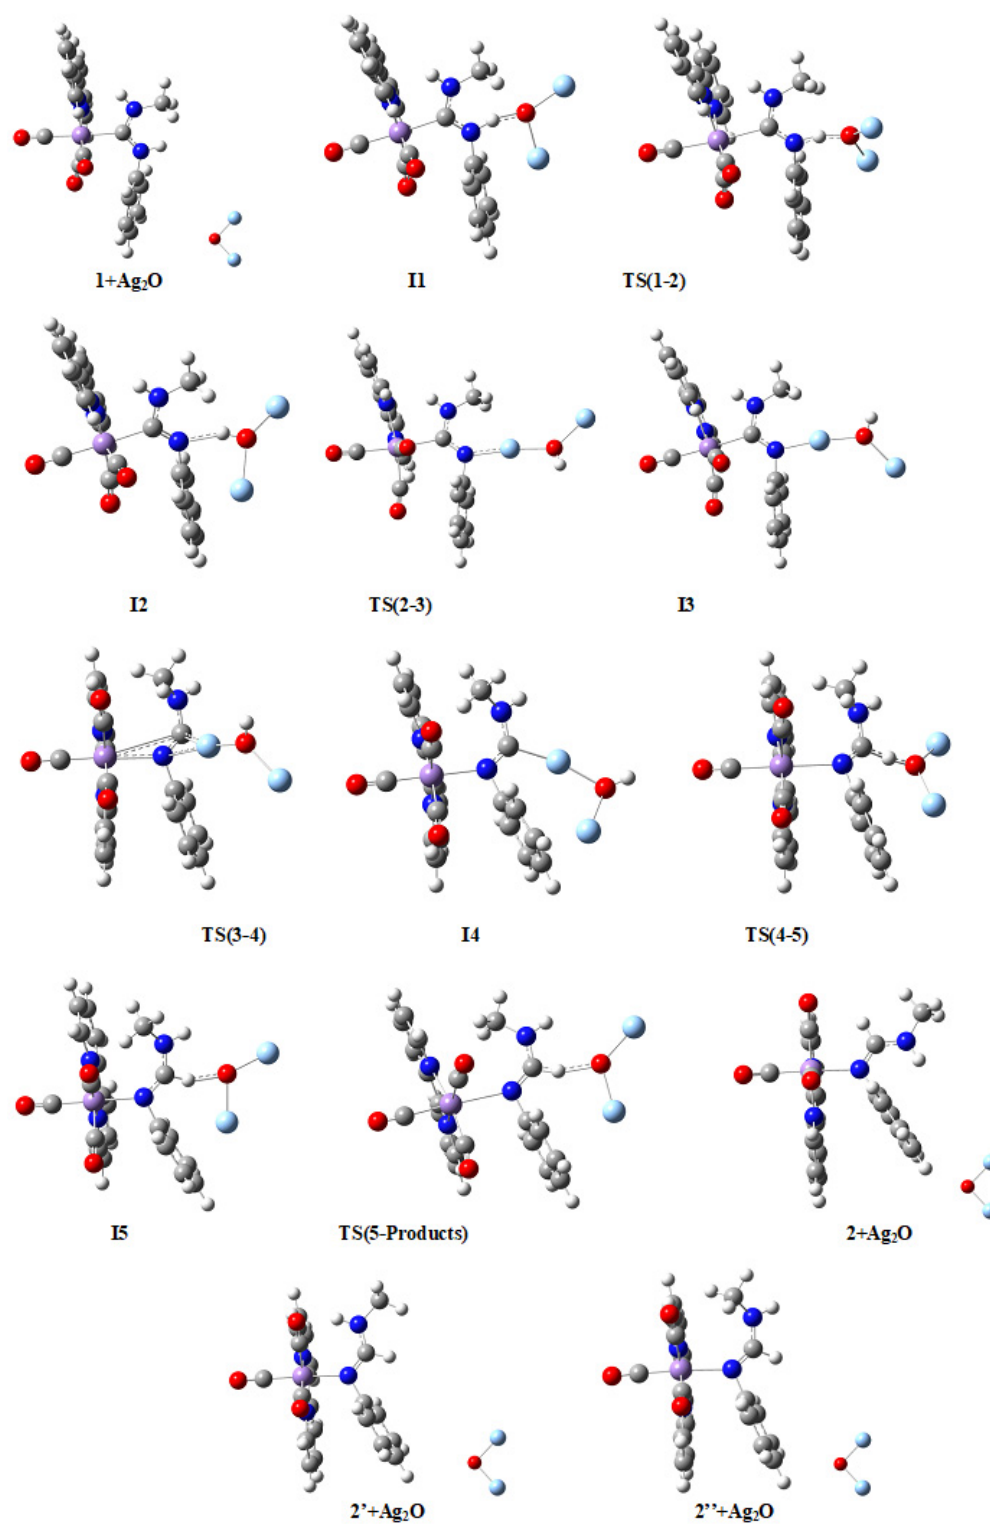 1+Ag₂O I1 TS(1-2)
I2 TS(2-3) I3
TS(3-4) I4 TS(4-5)
I5 TS(5-Products) 2+Ag₂O
2’+Ag₂O 2’’+Ag₂O